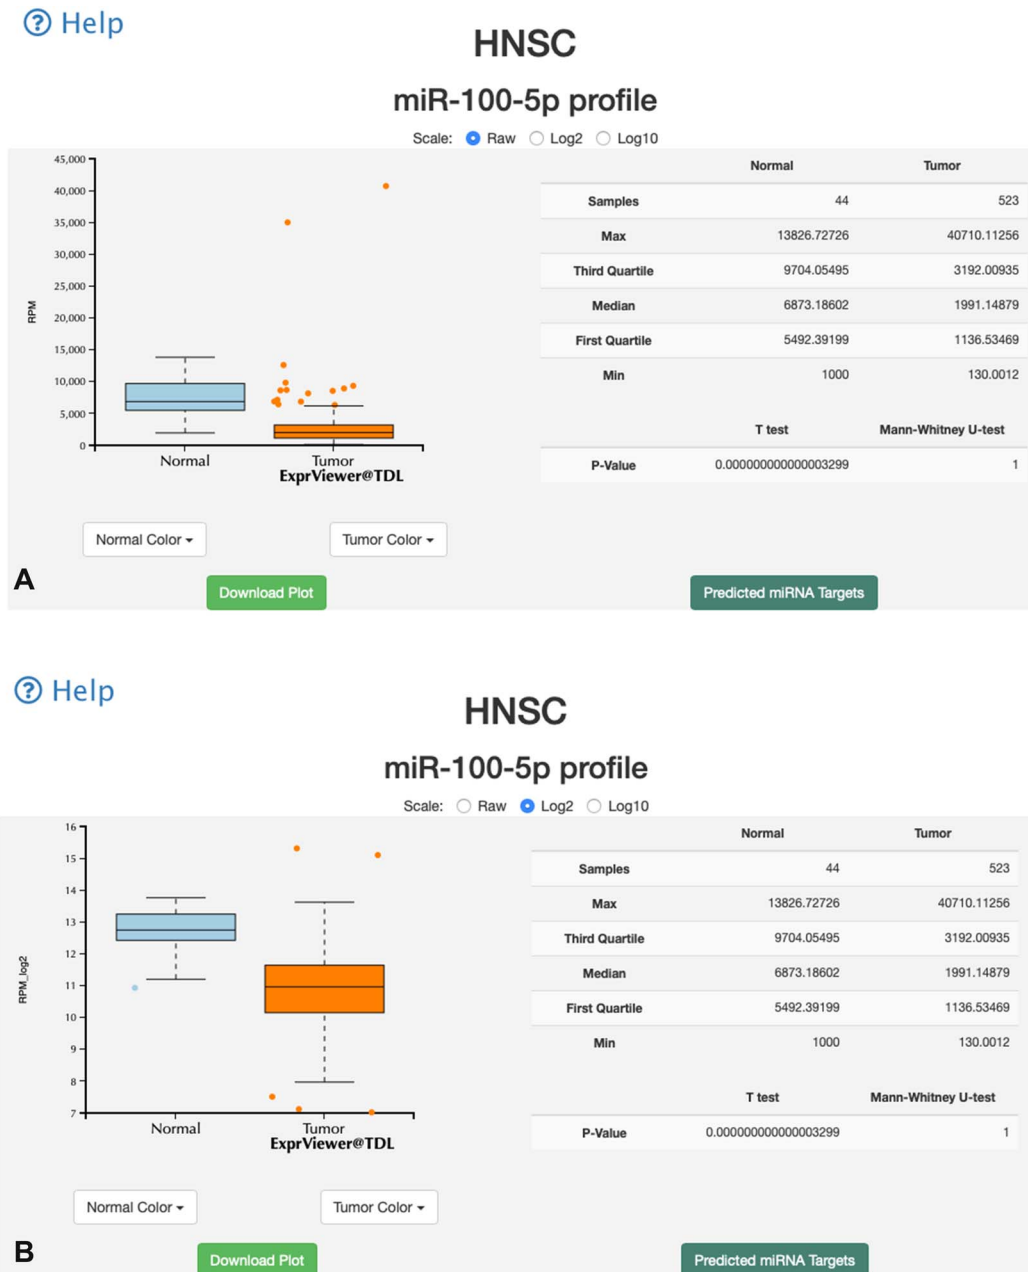 Help
HNSC
miR-100-5p profile
Scale: Raw Log2 Log10
45,000
40,000
35,000
30,000
25,000
20,000
15,000
10,000
5,000
0
RPM
Normal Tumor
ExprViewer@TDL
Normal Tumor
Samples 44 523
Max 13826.72726 40710.11256
Third Quartile 9704.05495 3192.00935
Median 6873.18602 1991.14879
First Quartile 5492.39199 1136.53469
Min 1000 130.0012
T test Mann-Whitney U-test
P-Value 0.000000000000003299 1
Normal Color Tumor Color
A
Download Plot Predicted miRNA Targets
Help
HNSC
miR-100-5p profile
Scale: Raw Log2 Log10
16
15
14
13
12
11
10
9
8
7
RPM_log2
Normal Tumor
ExprViewer@TDL
Normal Tumor
Samples 44 523
Max 13826.72726 40710.11256
Third Quartile 9704.05495 3192.00935
Median 6873.18602 1991.14879
First Quartile 5492.39199 1136.53469
Min 1000 130.0012
T test Mann-Whitney U-test
P-Value 0.000000000000003299 1
Normal Color Tumor Color
B
Download Plot Predicted miRNA Targets